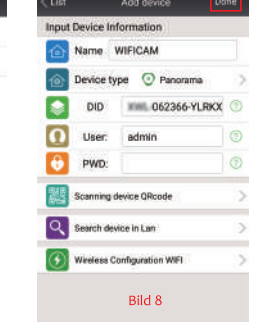 < List Add device Done
Input Device Information
Name WIFICAM
Device type Panorama >
DID 062366-YLRKX ?
User: admin ?
PWD: ?
Scanning device QRcode >
Search device in Lan >
Wireless Configuration WIFI >
Bild 8